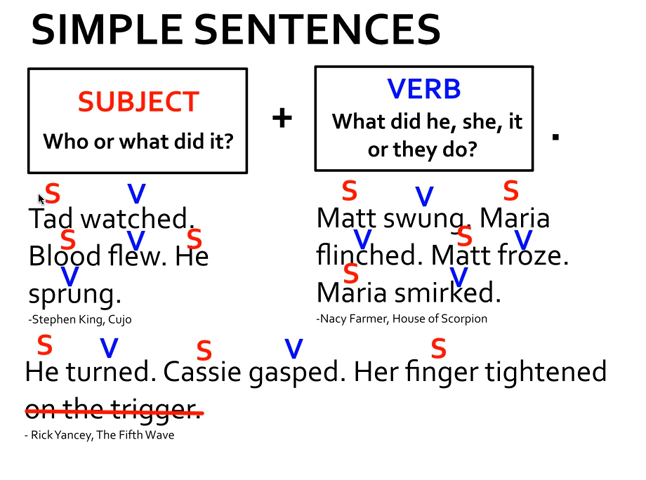 SIMPLE SENTENCES
SUBJECT
Who or what did it?
+
VERB
What did he, she, it
or they do?
.
S V
Tad watched.
S V S
Blood flew. He
V
sprung.
-Stephen King, Cujo
S V S
Matt swung. Maria
V S V
flinched. Matt froze.
S V
Maria smirked.
-Nacy Farmer, House of Scorpion
S V S V S
He turned. Cassie gasped. Her finger tightened
on the trigger.
- Rick Yancey, The Fifth Wave